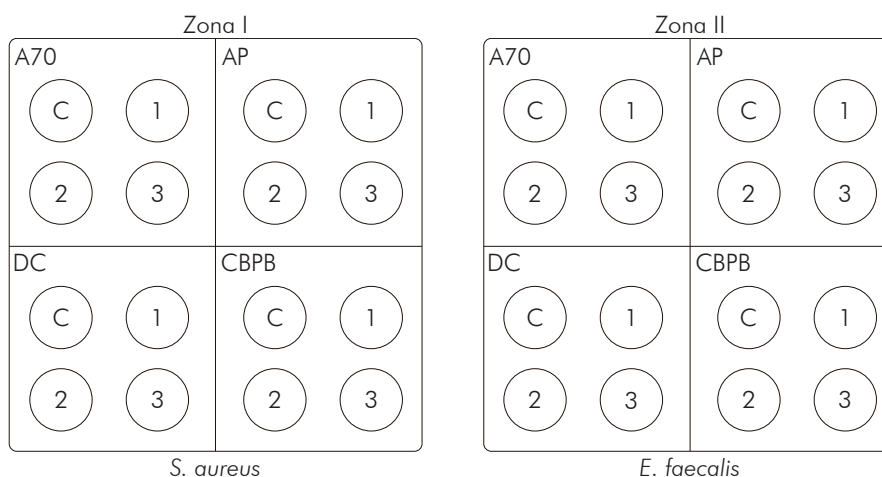 Zona I Zona II
A70 AP A70 AP
C 1 C 1 C 1 C 1
2 3 2 3 2 3 2 3
DC CBPB DC CBPB
C 1 C 1 C 1 C 1
2 3 2 3 2 3 2 3
S. aureus E. faecalis